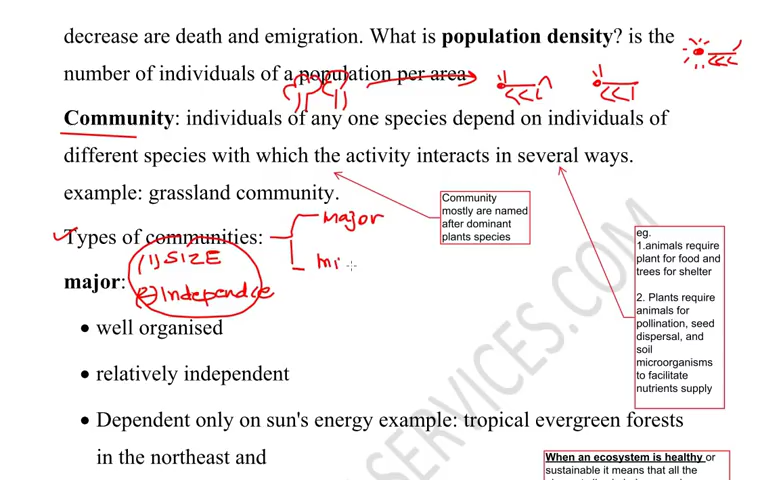 decrease are death and emigration. What is population density? is the
number of individuals of a population per area
Community: individuals of any one species depend on individuals of
different species with which the activity interacts in several ways.
example: grassland community.
Community
mostly are named
after dominant
plants species
eg.
1.animals require
plant for food and
trees for shelter
2. Plants require
animals for
pollination, seed
dispersal, and
soil
microorganisms
to facilitate
nutrients supply
Types of communities:
major
mi
(1) SIZE
(2) independce
major:
• well organised
• relatively independent
• Dependent only on sun's energy example: tropical evergreen forests
in the northeast and
When an ecosystem is healthy or
sustainable it means that all the
SERVICES.COM